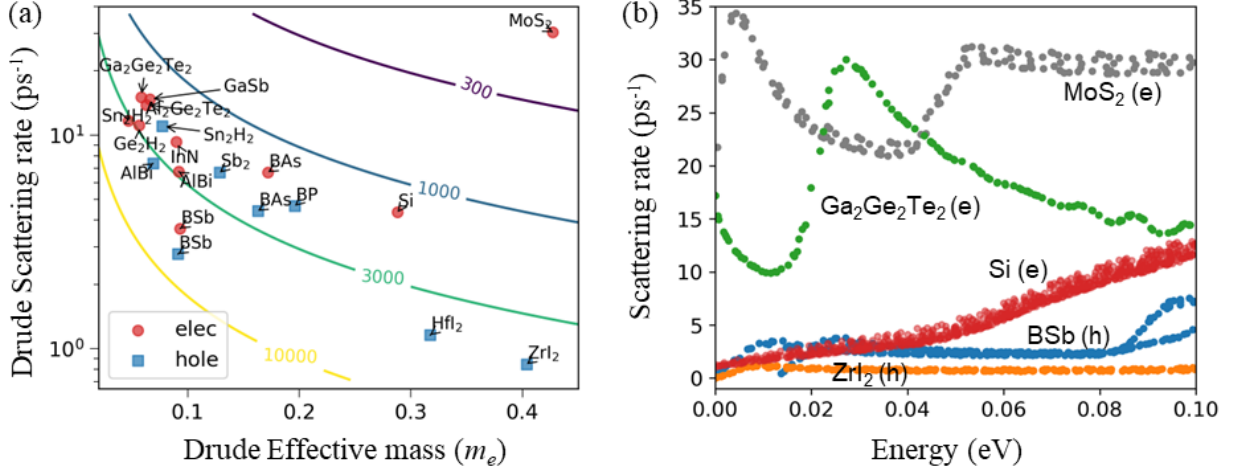 (a)
Drude Scattering rate (ps⁻¹)
10¹
10⁰
0.1
0.2
0.3
0.4
Drude Effective mass (mₑ)
MoS₂
300
Ga₂Ge₂Te₂
GaSb
Al₂Ge₂Te₂
SnIH₂
Sn₂H₂
Ge₂H₂
InN
Sb₂
BAs
AlBi
AlBi
1000
BAs
BP
Si
BSb
BSb
3000
HfI₂
ZrI₂
10000
elec
hole
(b)
Scattering rate (ps⁻¹)
35
30
25
20
15
10
5
0
0.00
0.02
0.04
0.06
0.08
0.10
Energy (eV)
MoS₂ (e)
Ga₂Ge₂Te₂ (e)
Si (e)
BSb (h)
ZrI₂ (h)